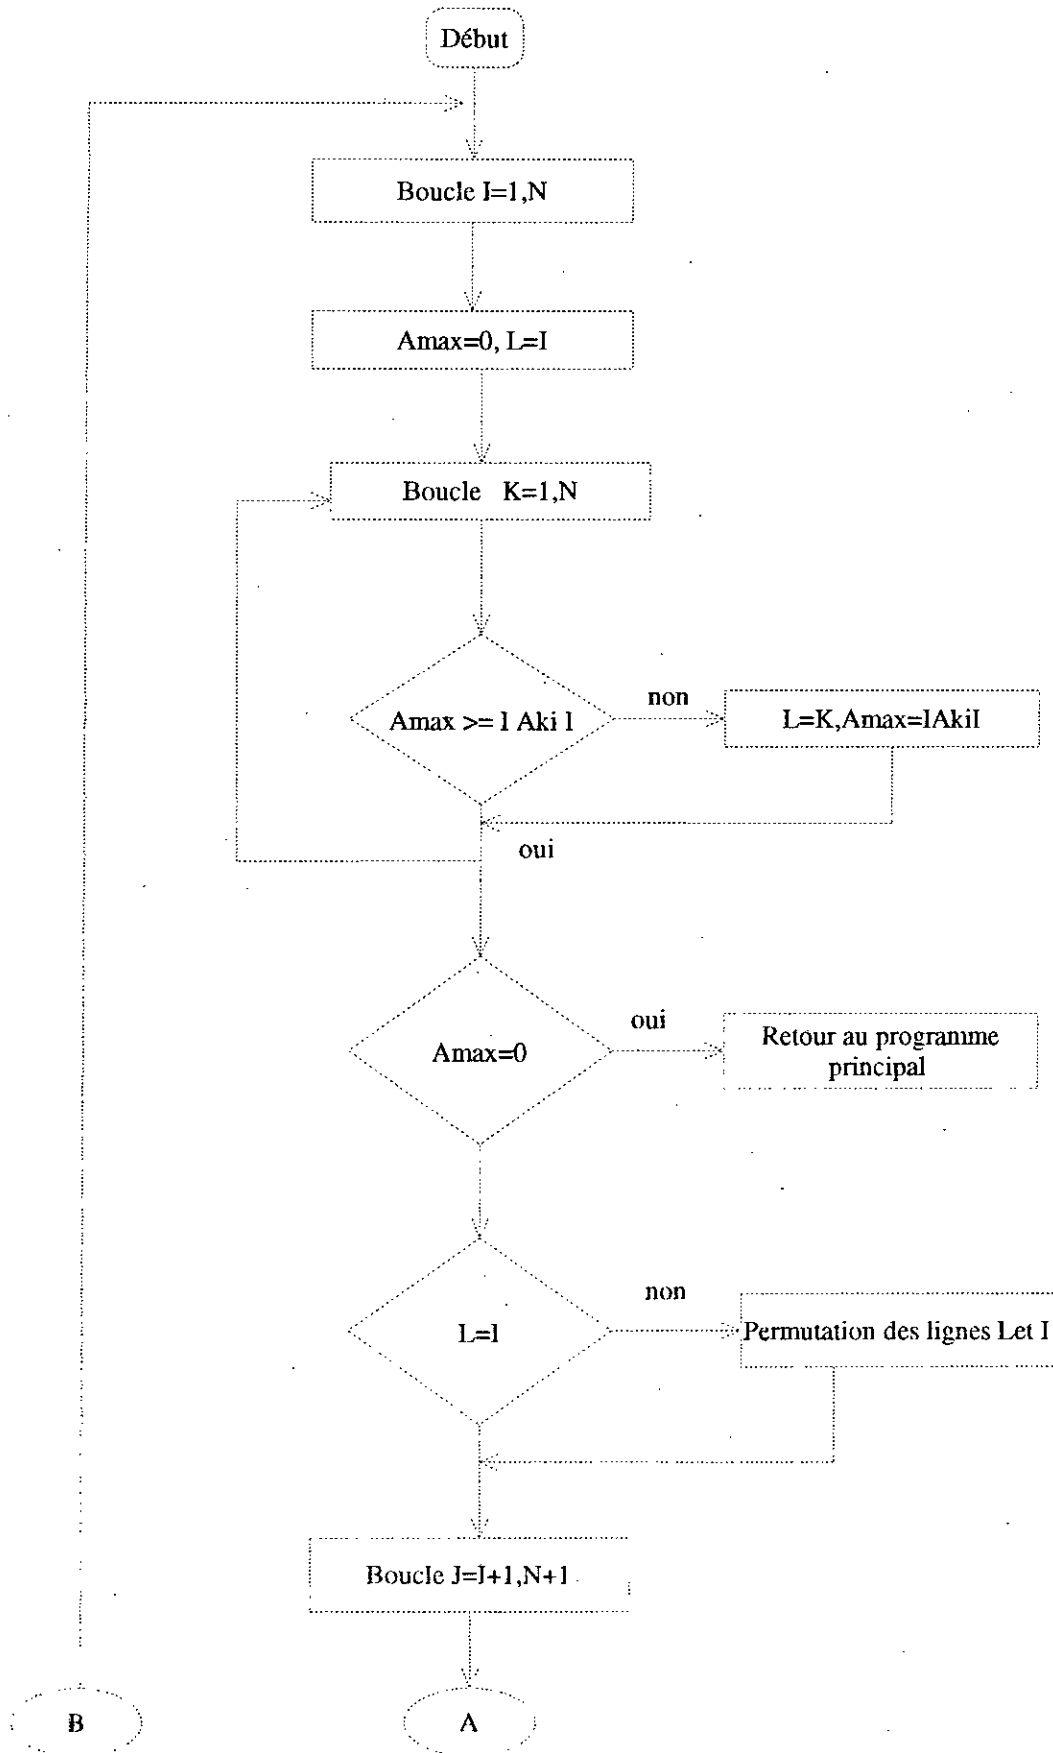 Début
Boucle I=1,N
Amax=0, L=I
Boucle K=1,N
Amax >= l Aki l
non
L=K,Amax=lAkiI
oui
Amax=0
oui
Retour au programme
principal
L=I
non
Permutation des lignes Let I
Boucle J=I+1,N+1
B
A